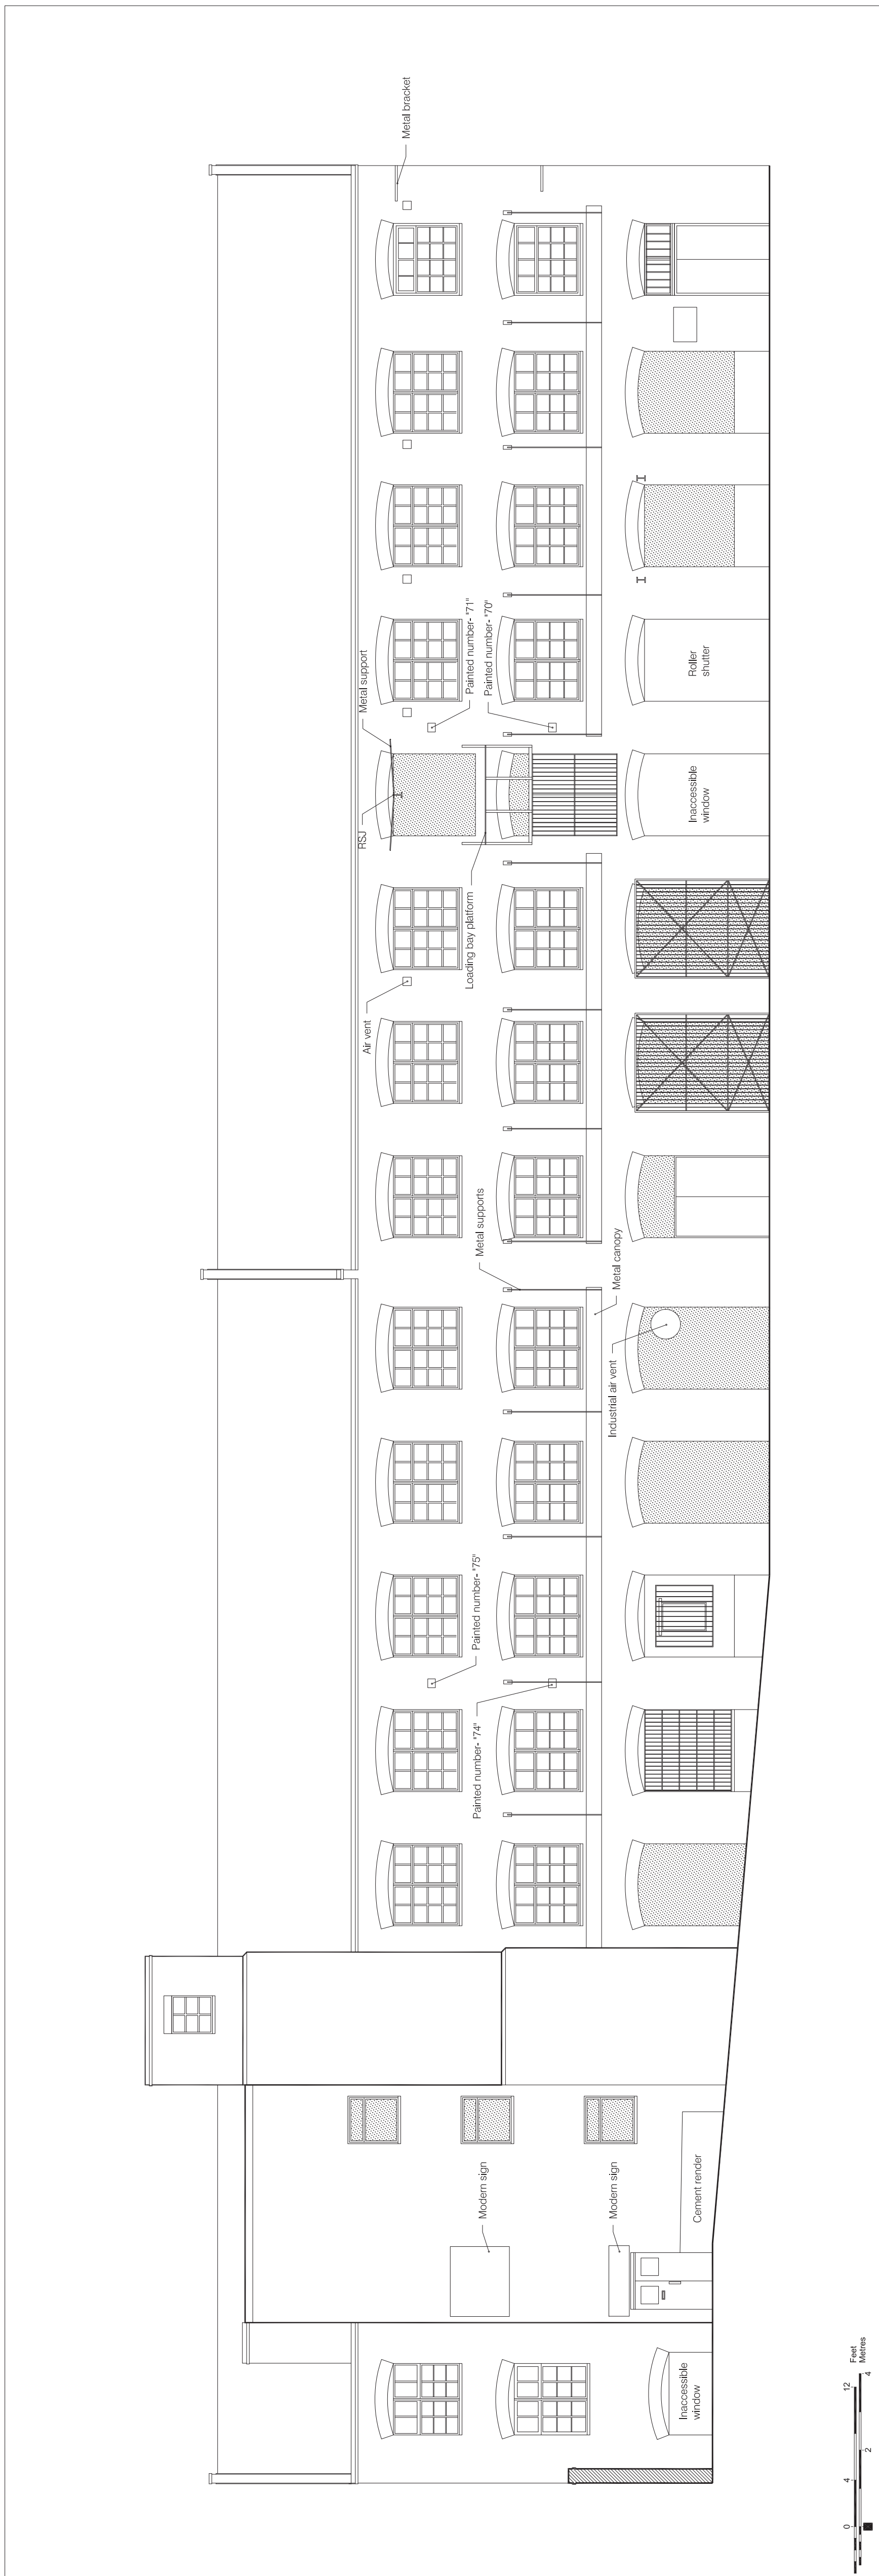 Inaccessible
window
Modern sign
Modern sign
Cement render
Painted number- "74"
Painted number- "75"
Industrial air vent
Metal canopy
Metal supports
Air vent
Loading bay platform
RSJ
Metal support
Inaccessible
window
Painted number- "71"
Painted number- "70"
Roller
shutter
Metal bracket
0 4 12 Feet
2 4 Metres